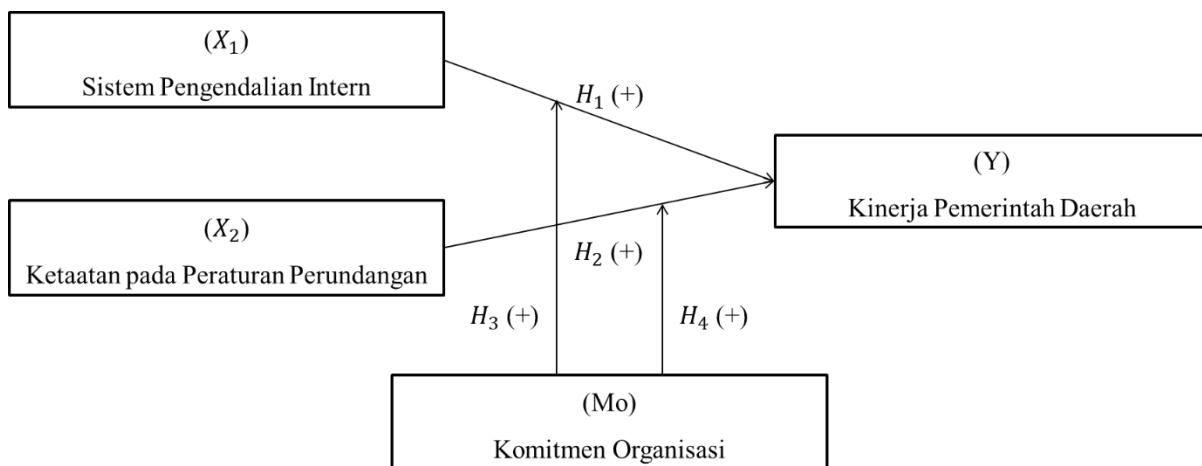 (X₁)
Sistem Pengendalian Intern
H₁ (+)
(Y)
Kinerja Pemerintah Daerah
(X₂)
Ketaatan pada Peraturan Perundangan
H₂ (+)
H₃ (+)
H₄ (+)
(Mo)
Komitmen Organisasi